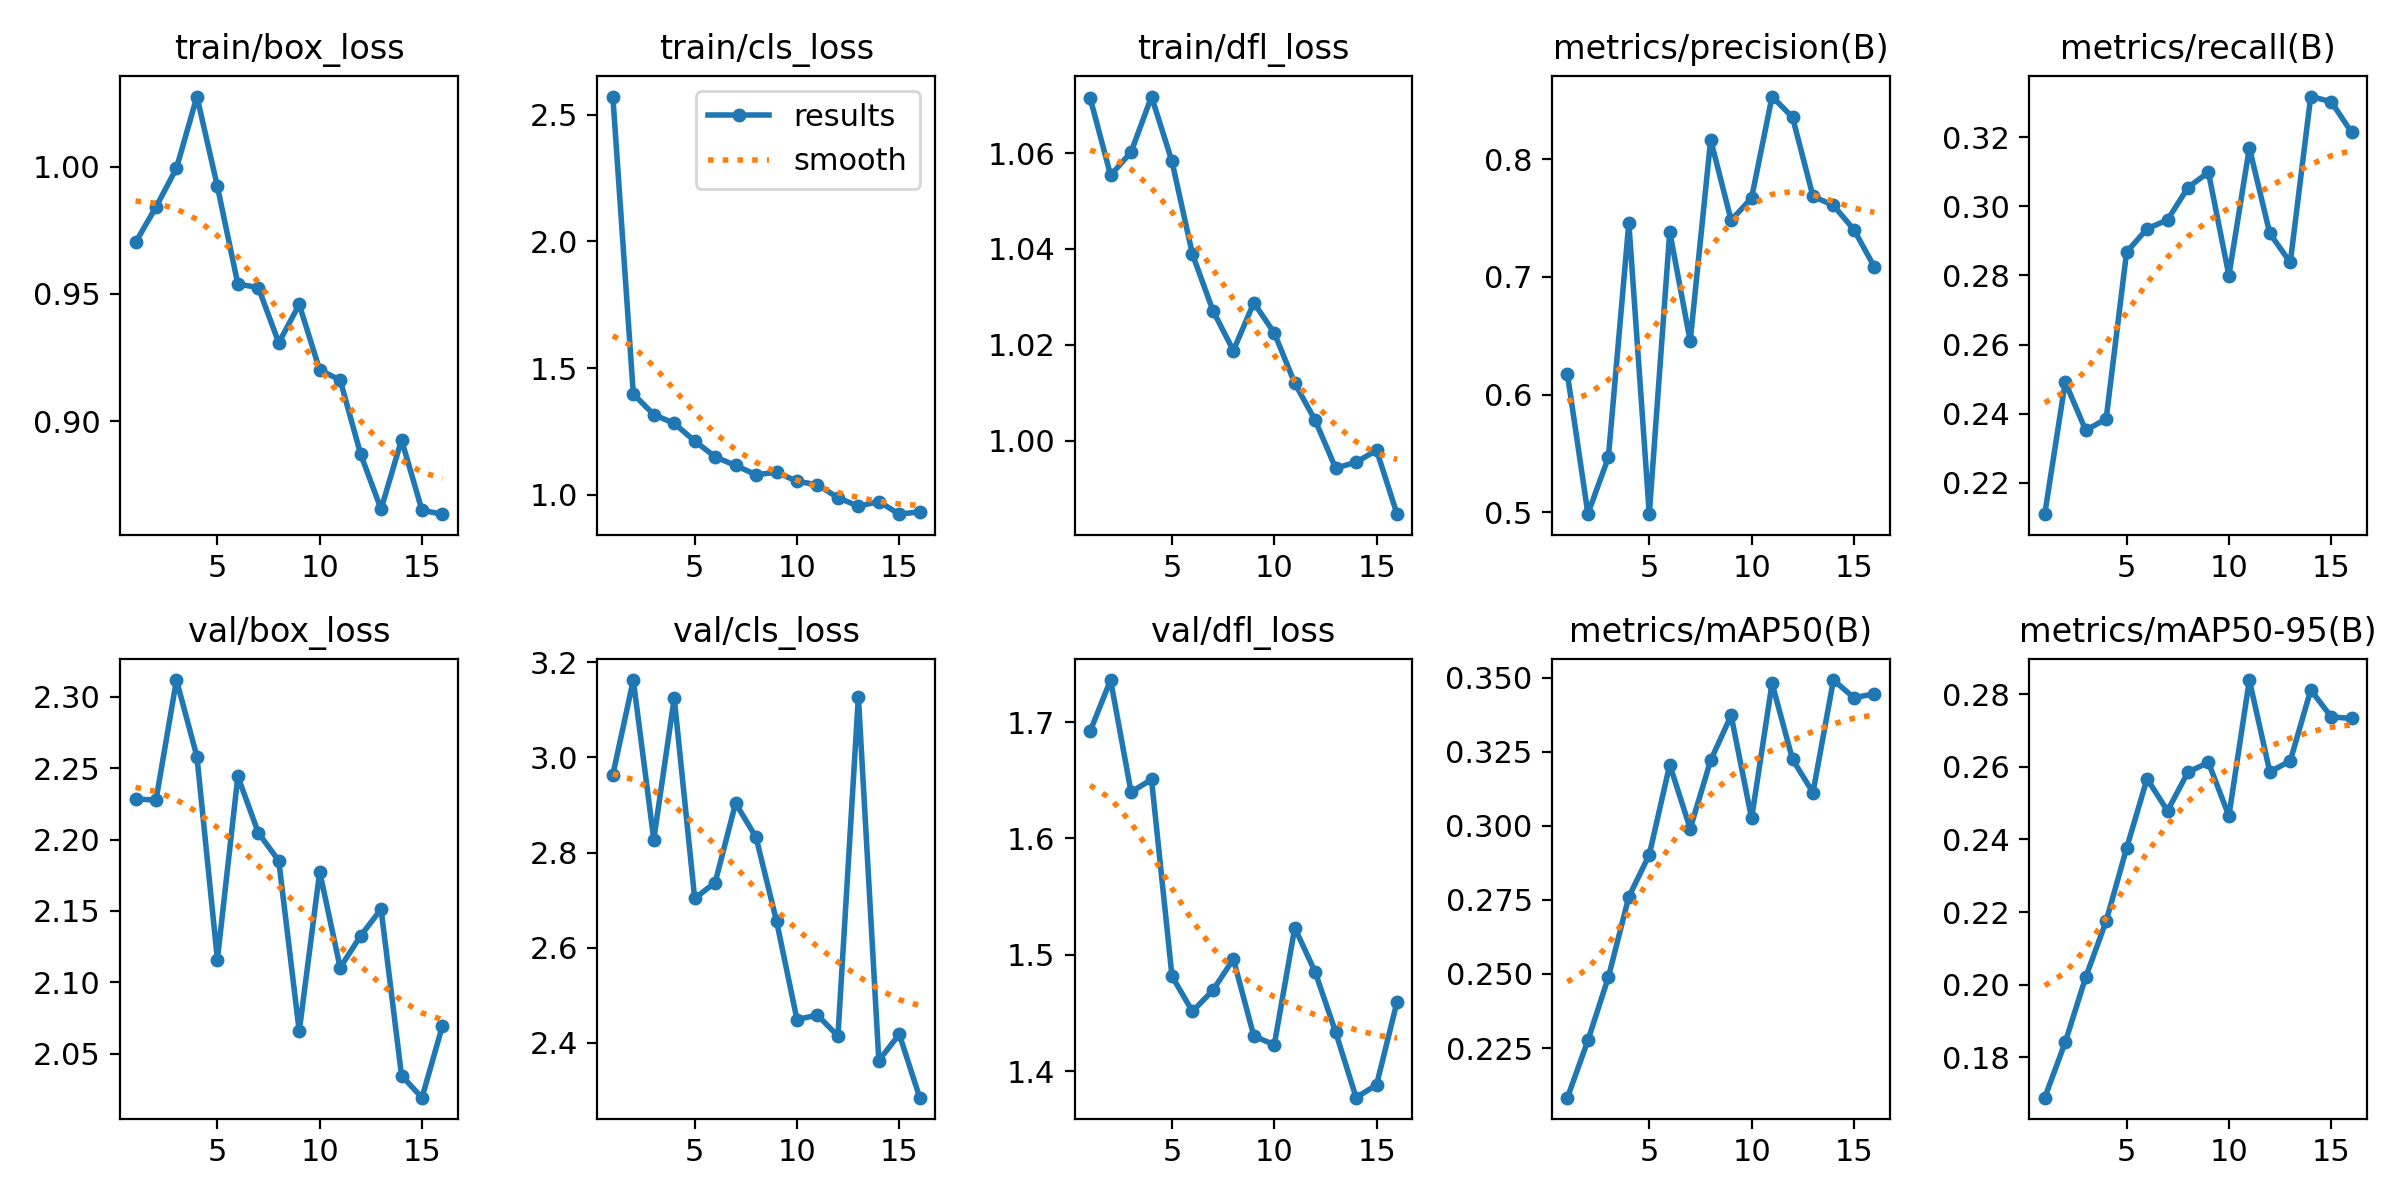 train/box_loss
1.00
0.95
0.90
5 10 15
train/cls_loss
results
smooth
2.5
2.0
1.5
1.0
5 10 15
train/dfl_loss
1.06
1.04
1.02
1.00
5 10 15
metrics/precision(B)
0.8
0.7
0.6
0.5
5 10 15
metrics/recall(B)
0.32
0.30
0.28
0.26
0.24
0.22
5 10 15
val/box_loss
2.30
2.25
2.20
2.15
2.10
2.05
5 10 15
val/cls_loss
3.2
3.0
2.8
2.6
2.4
5 10 15
val/dfl_loss
1.7
1.6
1.5
1.4
5 10 15
metrics/mAP50(B)
0.350
0.325
0.300
0.275
0.250
0.225
5 10 15
metrics/mAP50-95(B)
0.28
0.26
0.24
0.22
0.20
0.18
5 10 15